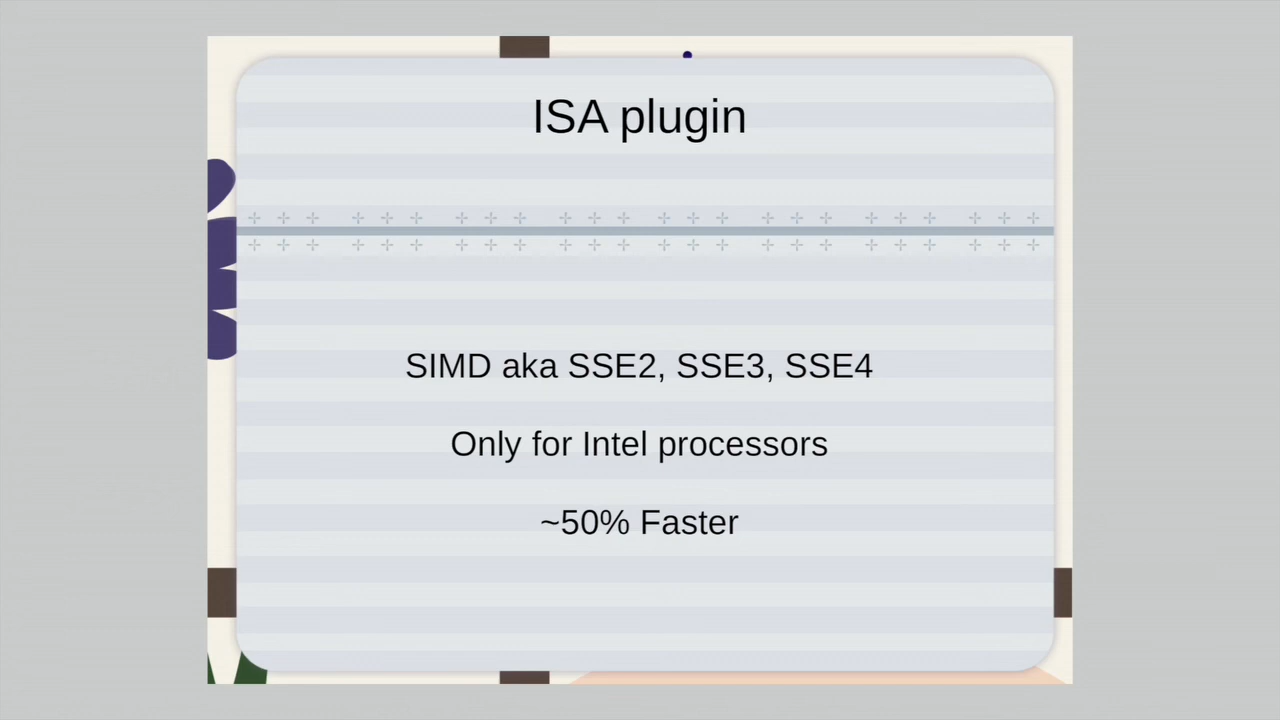 ISA plugin
SIMD aka SSE2, SSE3, SSE4
Only for Intel processors
~50% Faster